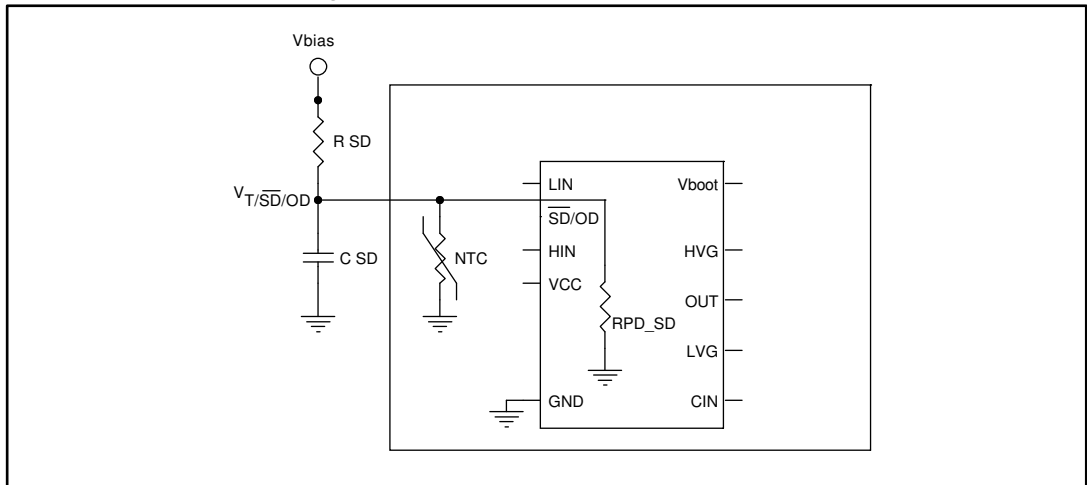 Vbias
R SD
VT/SD/OD
C SD
NTC
LIN
SD/OD
HIN
VCC
GND
RPD_SD
Vboot
HVG
OUT
LVG
CIN